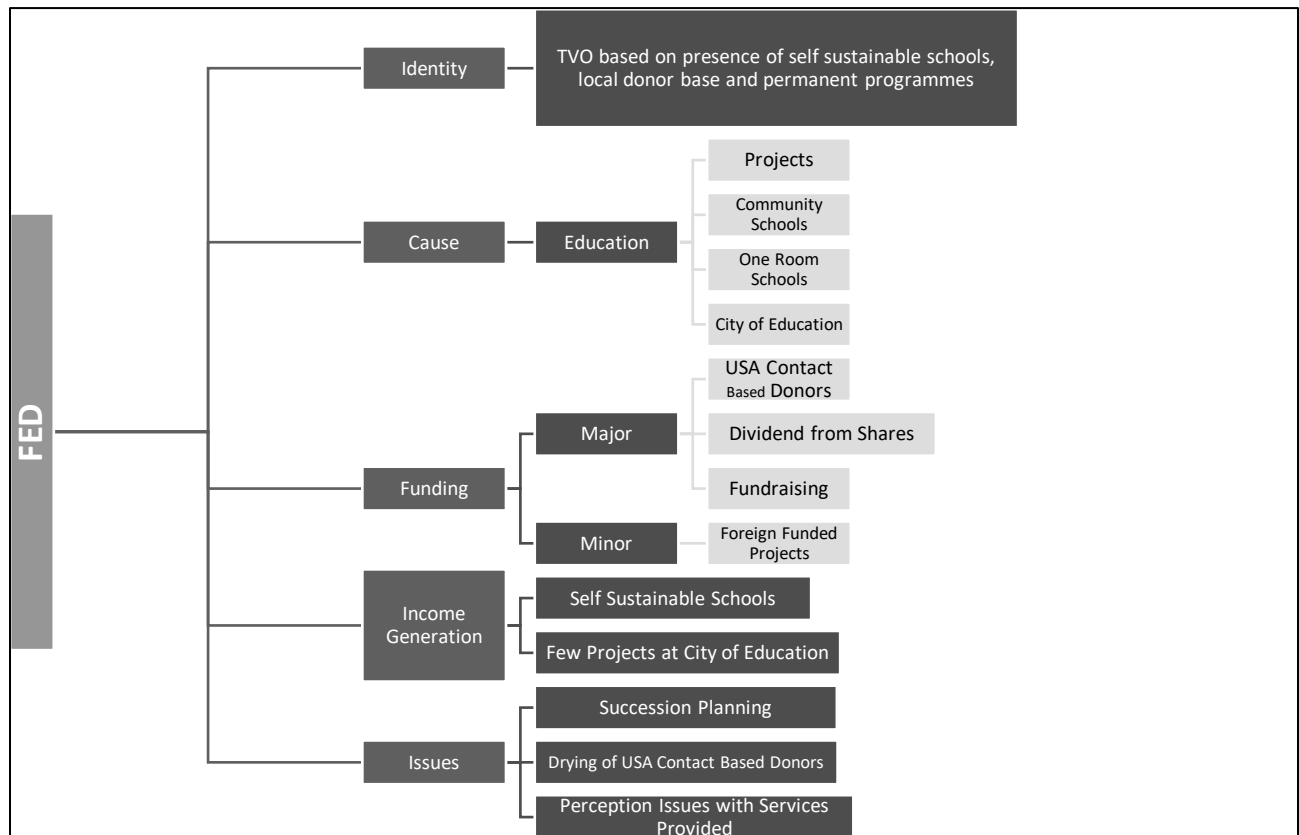 FED
Identity
TVO based on presence of self sustainable schools,
local donor base and permanent programmes
Cause
Education
Projects
Community
Schools
One Room
Schools
City of Education
Funding
Major
USA Contact
Based Donors
Dividend from Shares
Fundraising
Minor
Foreign Funded
Projects
Income
Generation
Self Sustainable Schools
Few Projects at City of Education
Issues
Succession Planning
Drying of USA Contact Based Donors
Perception Issues with Services
Provided